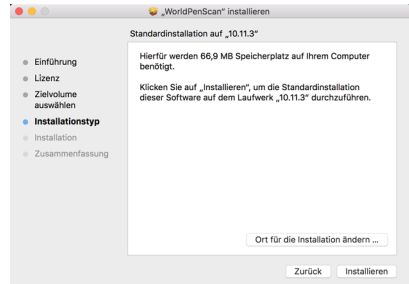 „WorldPenScan“ installieren
Standardinstallation auf „10.11.3“
Einführung
Lizenz
Zielvolume
auswählen
Installationstyp
Installation
Zusammenfassung
Hierfür werden 66,9 MB Speicherplatz auf Ihrem Computer
benötigt.
Klicken Sie auf „Installieren“, um die Standardinstallation
dieser Software auf dem Laufwerk „10.11.3“ durchzuführen.
Ort für die Installation ändern ...
Zurück
Installieren